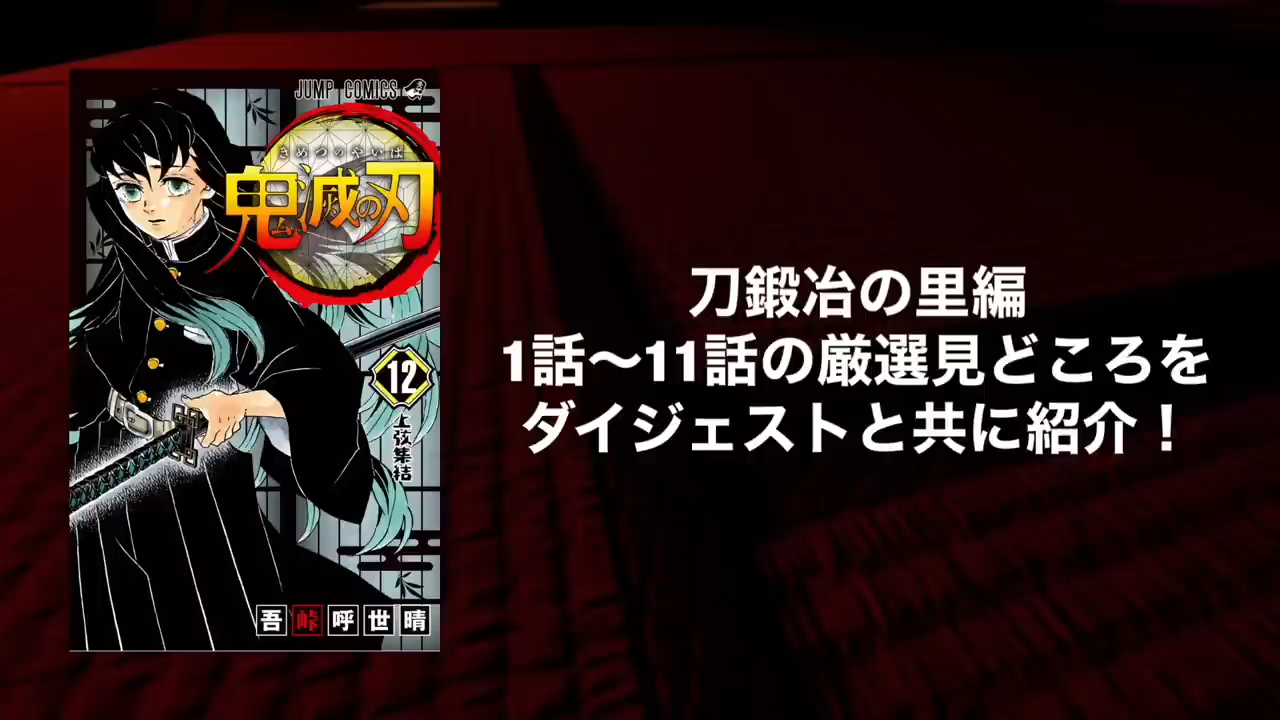 JUMP COMICS
きめつのやいば
鬼滅の刃
12
上弦集結
吾峠呼世晴
刀鍛冶の里編
1話〜11話の厳選見どころを
ダイジェストと共に紹介！